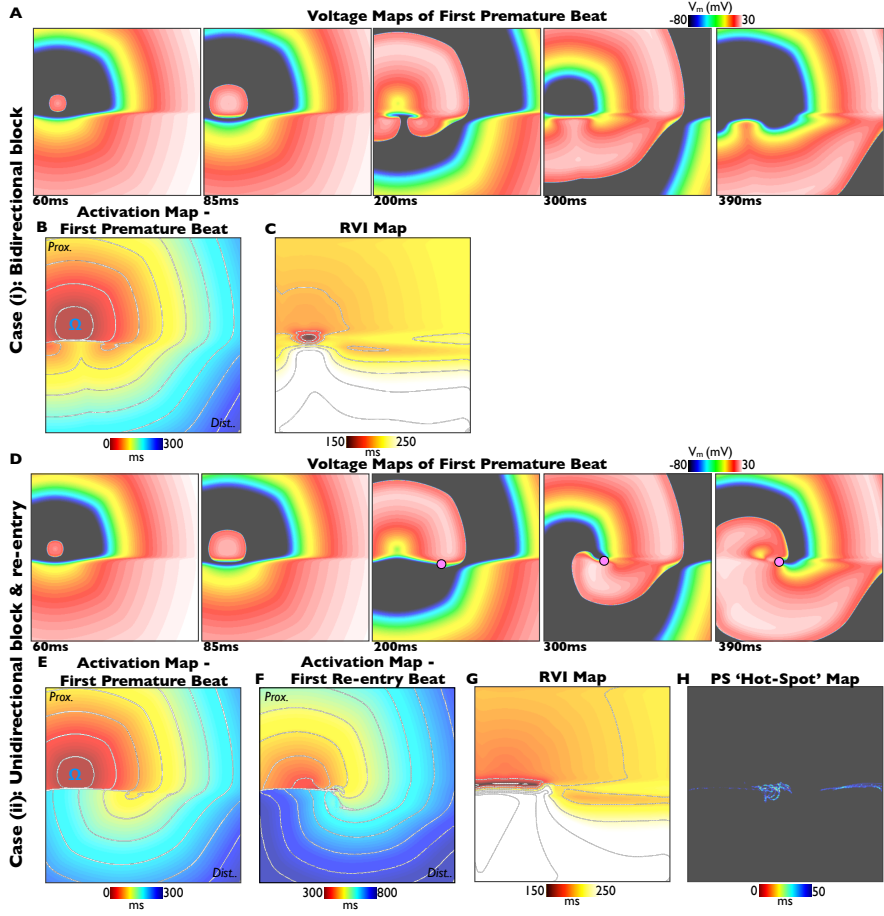 A
Voltage Maps of First Premature Beat
Vm (mV)
-80 30
Case (i): Bidirectional block
60ms
85ms
200ms
300ms
390ms
B
Activation Map -
First Premature Beat
Prox.
Dist..
0 300
ms
C
RVI Map
150 250
ms
D
Voltage Maps of First Premature Beat
Vm (mV)
-80 30
Case (ii): Unidirectional block & re-entry
60ms
85ms
200ms
300ms
390ms
E
Activation Map -
First Premature Beat
Prox.
Dist..
0 300
ms
F
Activation Map -
First Re-entry Beat
Prox.
Dist..
300 800
ms
G
RVI Map
150 250
ms
H
PS ‘Hot-Spot’ Map
0 50
ms